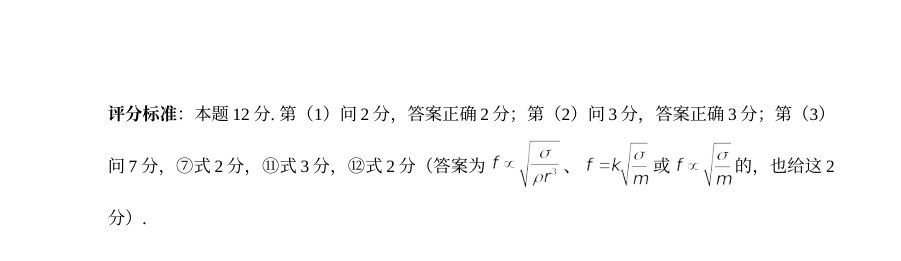 评分标准：本题 12 分. 第（1）问 2 分，答案正确 2 分；第（2）问 3 分，答案正确 3 分；第（3）
问 7 分，⑦式 2 分，⑪式 3 分，⑫式 2 分（答案为 f ∝ √(σ/ρr³) 、 f =k√(σ/m) 或 f ∝ √(σ/m) 的，也给这 2
分）.